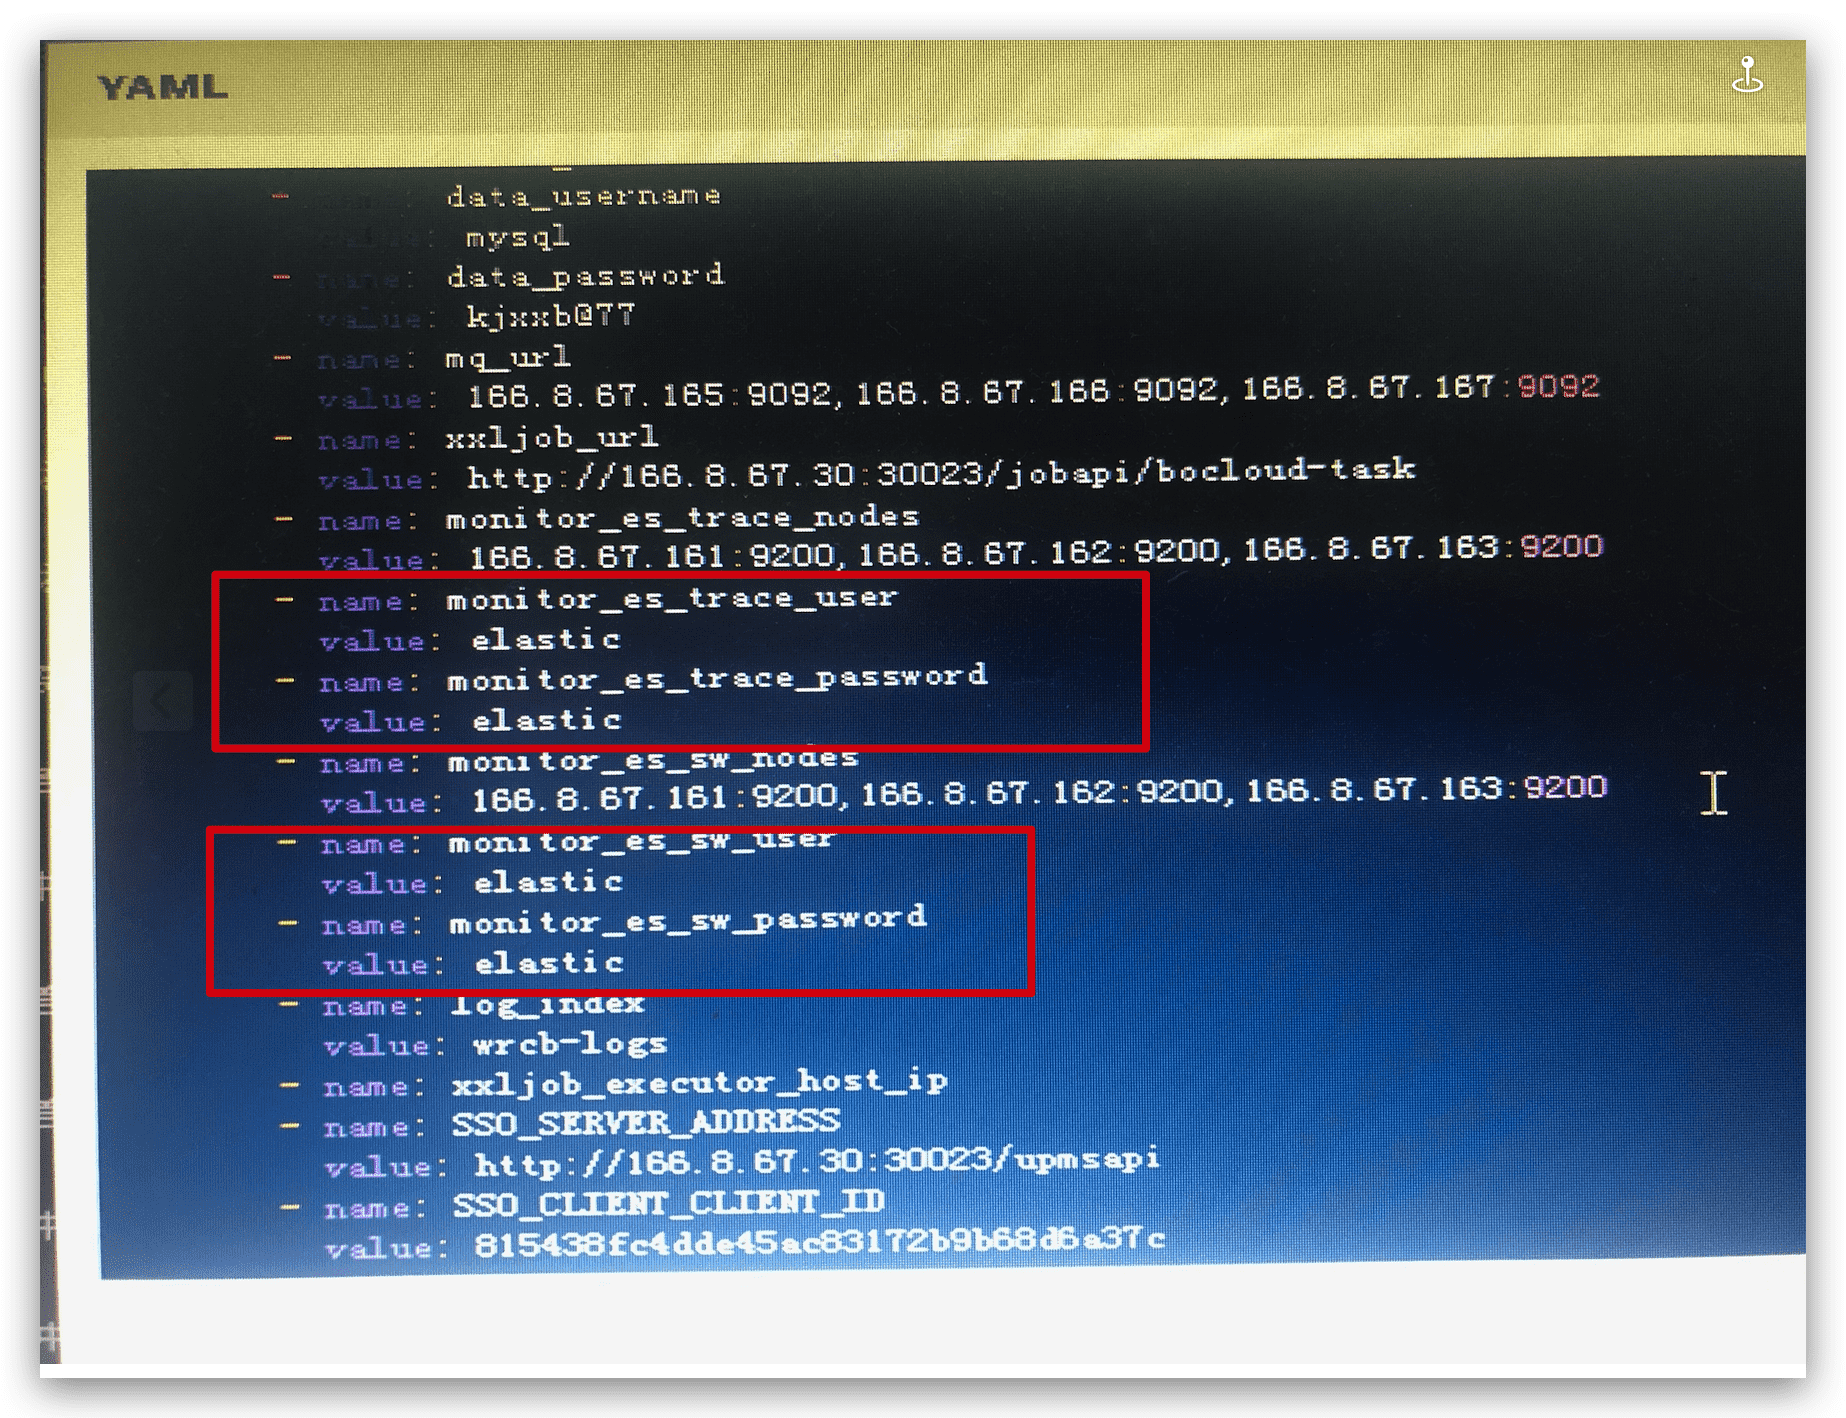 YAML
- data_username
mysql
- name: data_password
value: kjxxb@77
- name: mq_url
value: 166.8.67.165:9092,166.8.67.166:9092,166.8.67.167:9092
- name: xxljob_url
value: http://166.8.67.30:30023/jobapi/bocloud-task
- name: monitor_es_trace_nodes
value: 166.8.67.161:9200,166.8.67.162:9200,166.8.67.163:9200
- name: monitor_es_trace_user
value: elastic
- name: monitor_es_trace_password
value: elastic
- name: monitor_es_sw_nodes
value: 166.8.67.161:9200,166.8.67.162:9200,166.8.67.163:9200
- name: monitor_es_sw_user
value: elastic
- name: monitor_es_sw_password
value: elastic
- name: log_index
value: wrcb-logs
- name: xxljob_executor_host_ip
- name: SSO_SERVER_ADDRESS
value: http://166.8.67.30:30023/upmsapi
- name: SSO_CLIENT_CLIENT_ID
value: 815438fc4dde45ac83172b9b68d6a37c